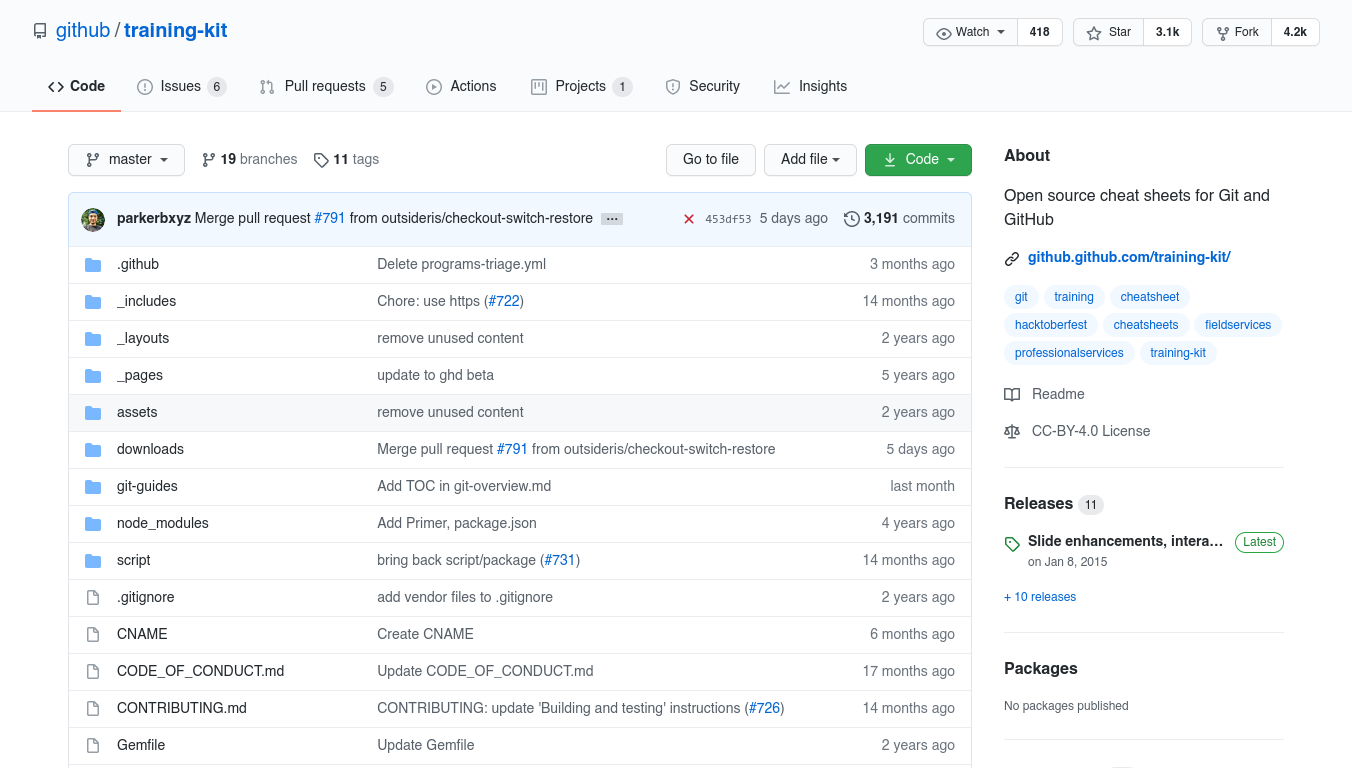 github / training-kit
Watch 418 Star 3.1k Fork 4.2k
Code Issues 6 Pull requests 5 Actions Projects 1 Security Insights
master 19 branches 11 tags Go to file Add file Code
parkerbxyz Merge pull request #791 from outsideris/checkout-switch-restore ... 453df53 5 days ago 3,191 commits
.github Delete programs-triage.yml 3 months ago
_includes Chore: use https (#722) 14 months ago
_layouts remove unused content 2 years ago
_pages update to ghd beta 5 years ago
assets remove unused content 2 years ago
downloads Merge pull request #791 from outsideris/checkout-switch-restore 5 days ago
git-guides Add TOC in git-overview.md last month
node_modules Add Primer, package.json 4 years ago
script bring back script/package (#731) 14 months ago
.gitignore add vendor files to .gitignore 2 years ago
CNAME Create CNAME 6 months ago
CODE_OF_CONDUCT.md Update CODE_OF_CONDUCT.md 17 months ago
CONTRIBUTING.md CONTRIBUTING: update 'Building and testing' instructions (#726) 14 months ago
Gemfile Update Gemfile 2 years ago
About
Open source cheat sheets for Git and
GitHub
github.github.com/training-kit/
git training cheatsheet
hacktoberfest cheatsheets fieldservices
professionalservices training-kit
Readme
CC-BY-4.0 License
Releases 11
Slide enhancements, intera... Latest
on Jan 8, 2015
+ 10 releases
Packages
No packages published